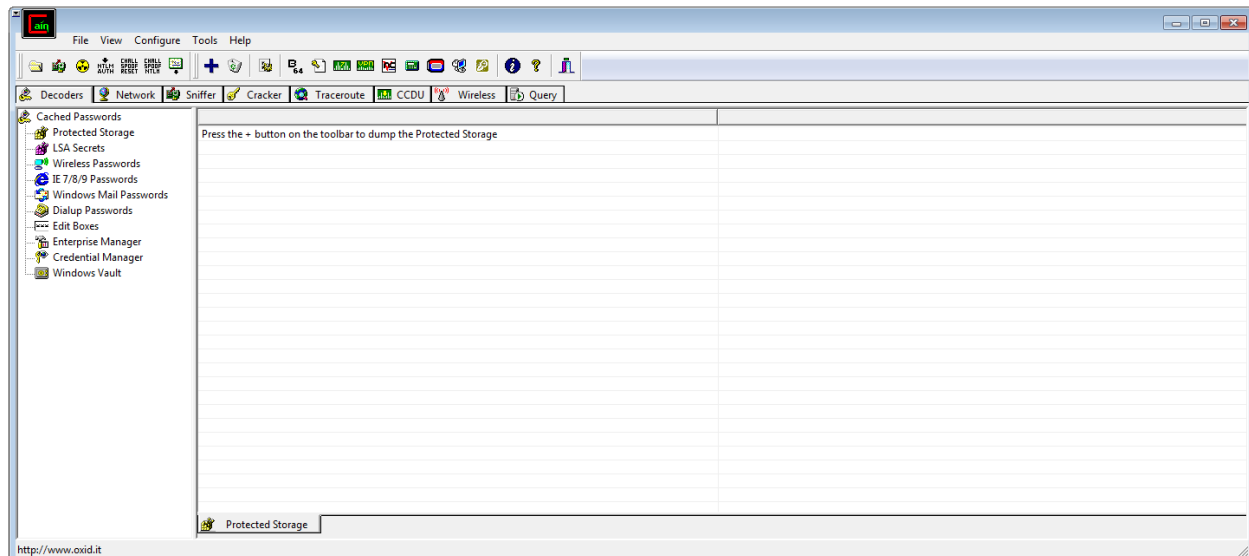 Cain
File View Configure Tools Help
NTLM AUTH
CHALL SPOOF RESET
CHALL SPOOF NTLM
B 64
Decoders Network Sniffer Cracker Traceroute CCDU Wireless Query
Cached Passwords
Protected Storage
LSA Secrets
Wireless Passwords
IE 7/8/9 Passwords
Windows Mail Passwords
Dialup Passwords
Edit Boxes
Enterprise Manager
Credential Manager
Windows Vault
Press the + button on the toolbar to dump the Protected Storage
Protected Storage
http://www.oxid.it